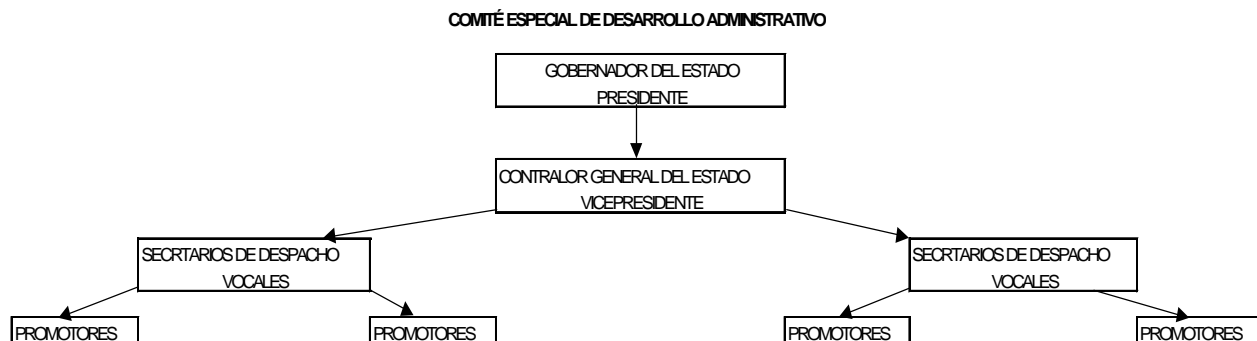 COMITÉ ESPECIAL DE DESARROLLO ADMINISTRATIVO
GOBERNADOR DEL ESTADO
PRESIDENTE
CONTRALOR GENERAL DEL ESTADO
VICEPRESIDENTE
SECRTARIOS DE DESPACHO
VOCALES
SECRTARIOS DE DESPACHO
VOCALES
PROMOTORES
PROMOTORES
PROMOTORES
PROMOTORES